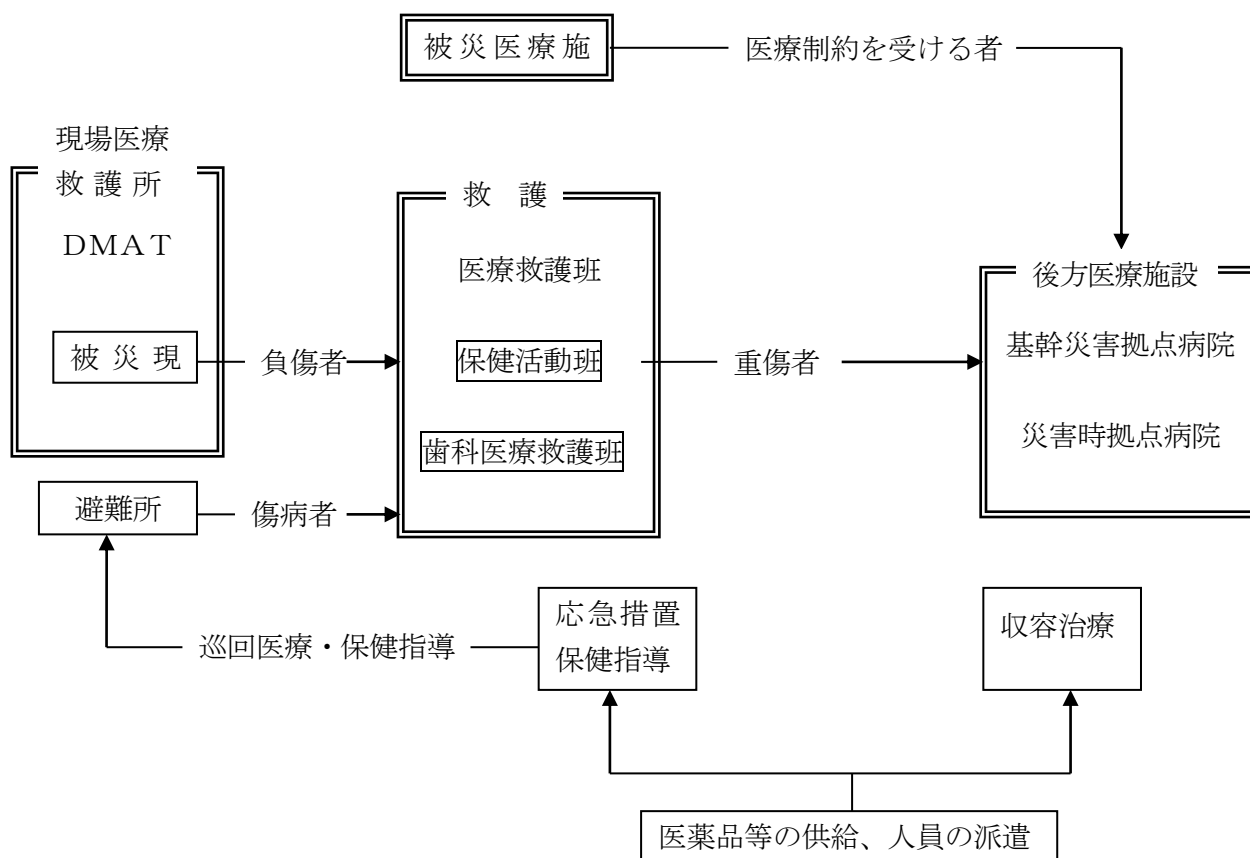 被災医療施
医療制約を受ける者
現場医療
救護所
DMAT
被災現
負傷者
救　護
医療救護班
保健活動班
歯科医療救護班
重傷者
後方医療施設
基幹災害拠点病院
災害時拠点病院
避難所
傷病者
巡回医療・保健指導
応急措置
保健指導
収容治療
医薬品等の供給、人員の派遣